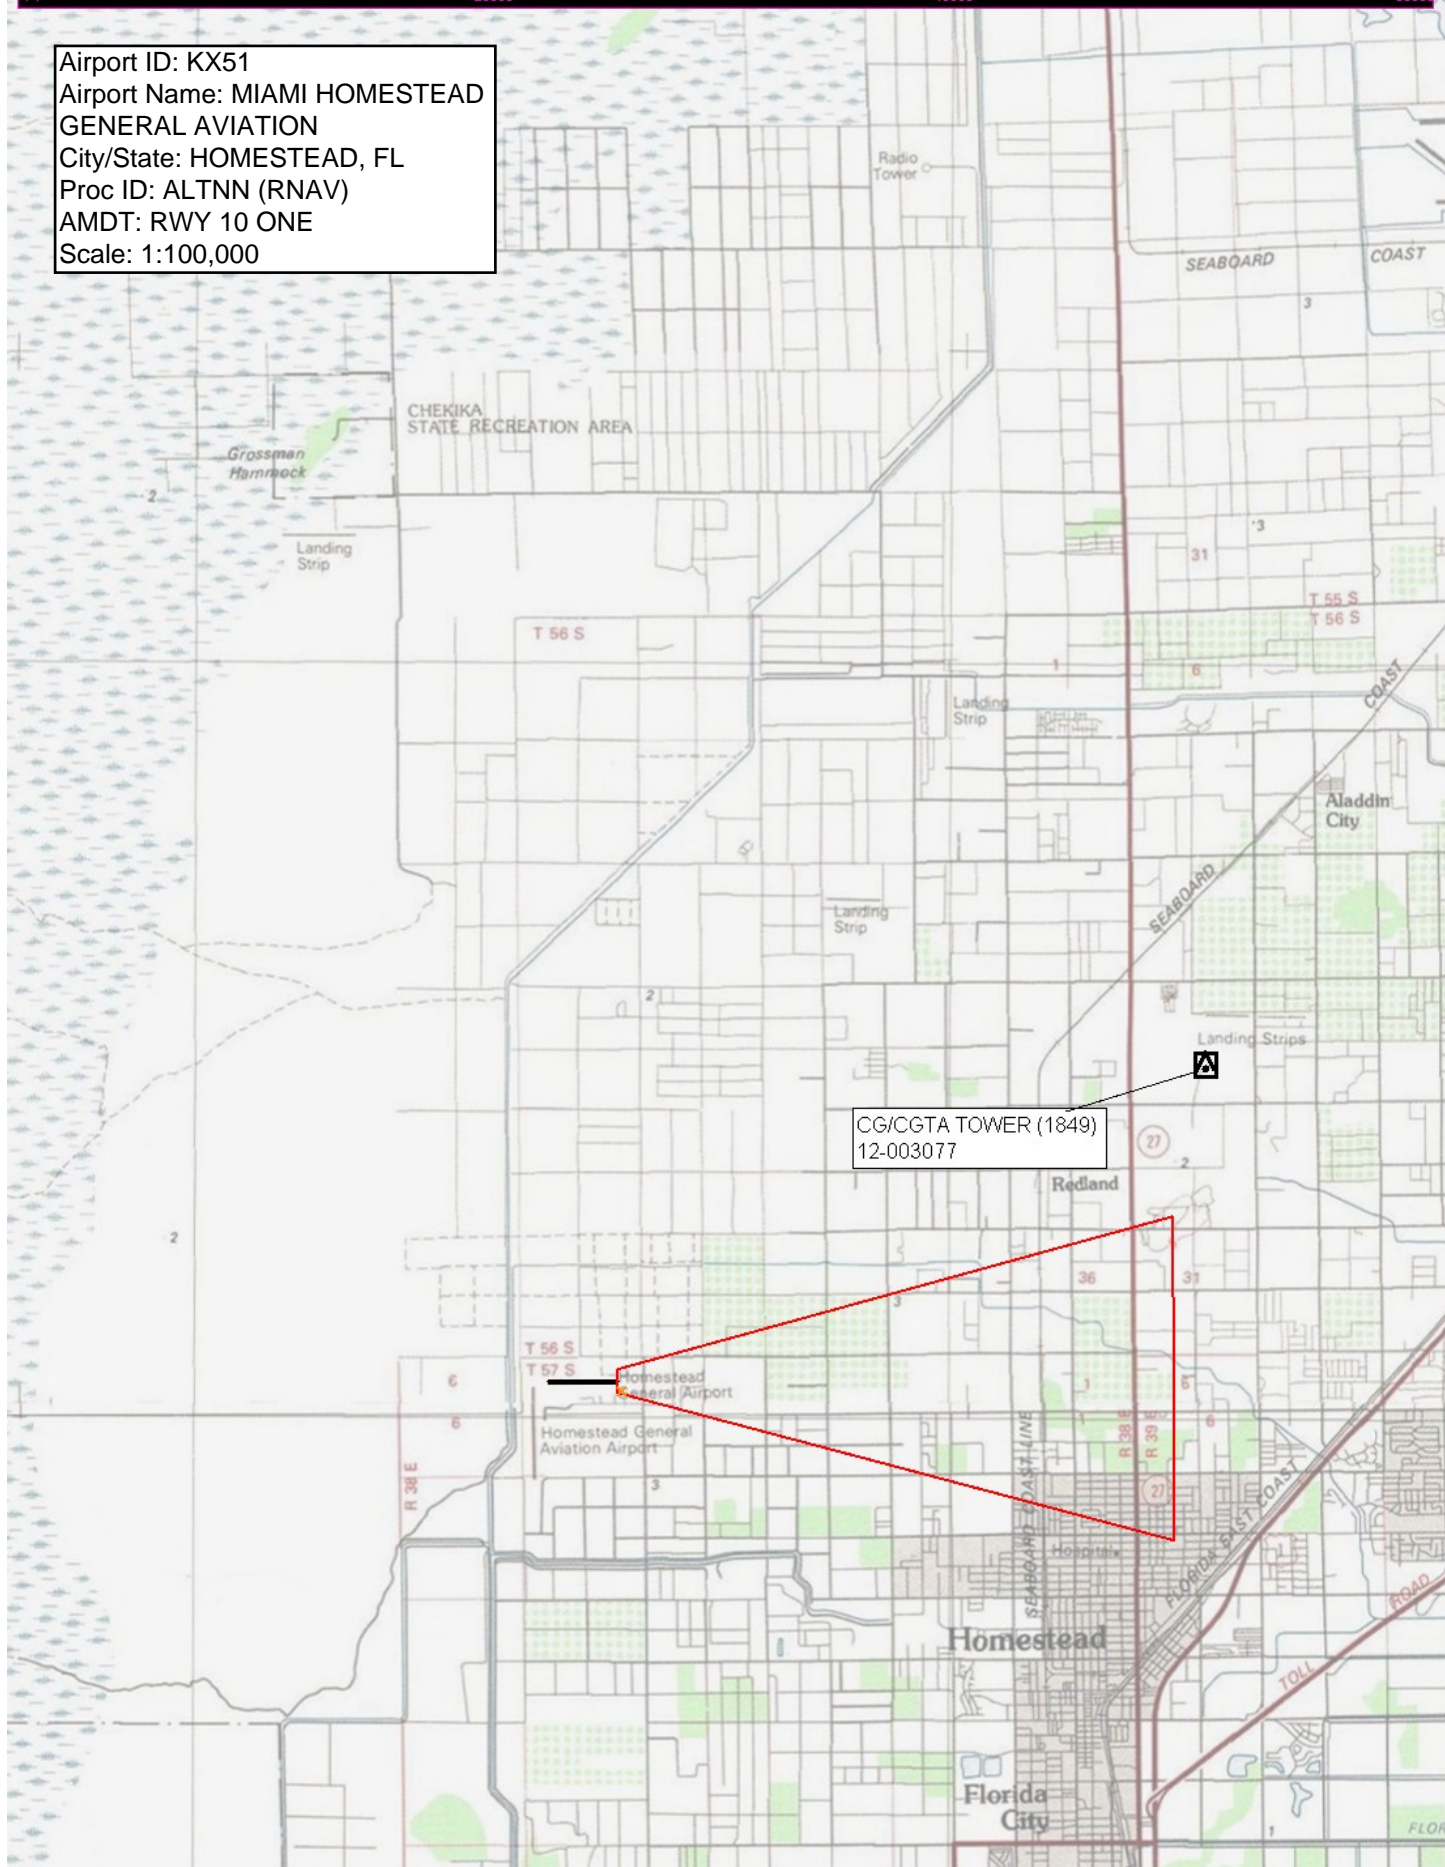 Airport ID: KX51
Airport Name: MIAMI HOMESTEAD
GENERAL AVIATION
City/State: HOMESTEAD, FL
Proc ID: ALTNN (RNAV)
AMDT: RWY 10 ONE
Scale: 1:100,000
Radio
Tower
SEABOARD
COAST
3
CHEKIKA
STATE RECREATION AREA
Grossman
Hammock
2
Landing
Strip
3
31
T 55 S
T 56 S
T 56 S
1
6
COAST
Landing
Strip
Aladdin
City
SEABOARD
Landing
Strip
2
Landing Strips
CG/CGTA TOWER (1849)
12-003077
27
2
Redland
2
36
31
3
T 56 S
T 57 S
Homestead
General Airport
6
1
6
6
1
6
R 38 E
R 39 E
Homestead General
Aviation Airport
SEABOARD COAST LINE
R 38 E
3
27
FLORIDA EAST COAST
Hospital
ROAD
Homestead
TOLL
Florida
City
1
FLOR